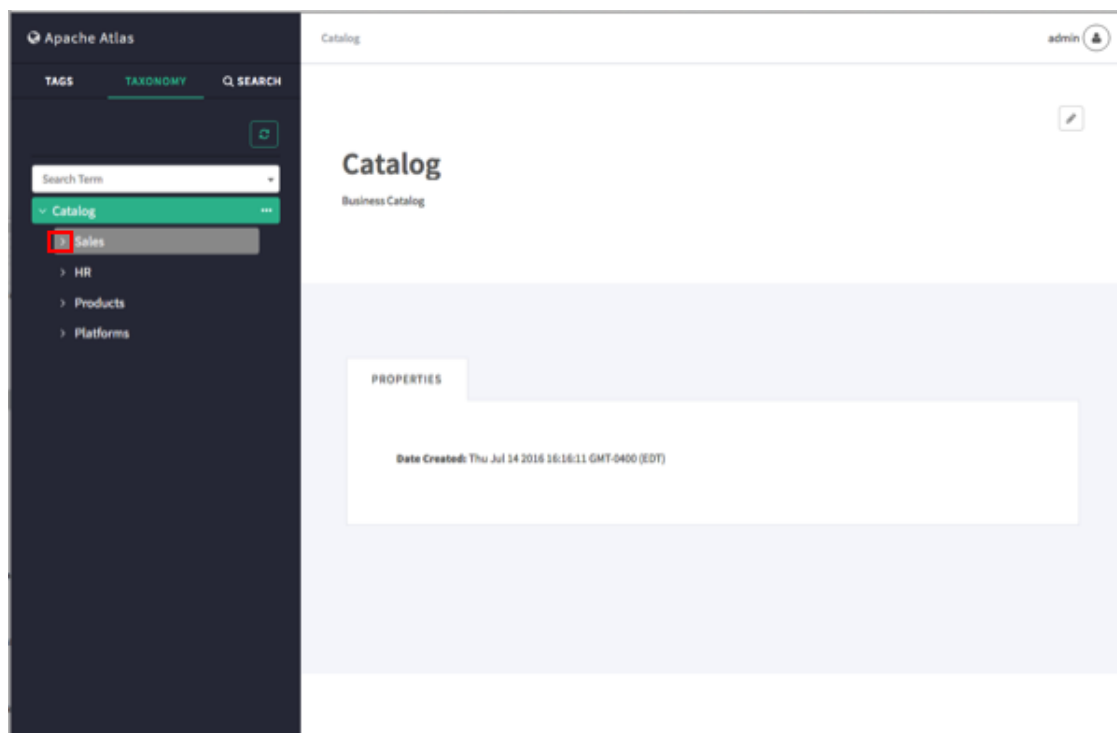 Apache Atlas
TAGS TAXONOMY SEARCH
Search Term
Catalog
Sales
HR
Products
Platforms
Catalog
admin
Catalog
Business Catalog
PROPERTIES
Date Created: Thu Jul 14 2016 16:16:11 GMT-0400 (EDT)